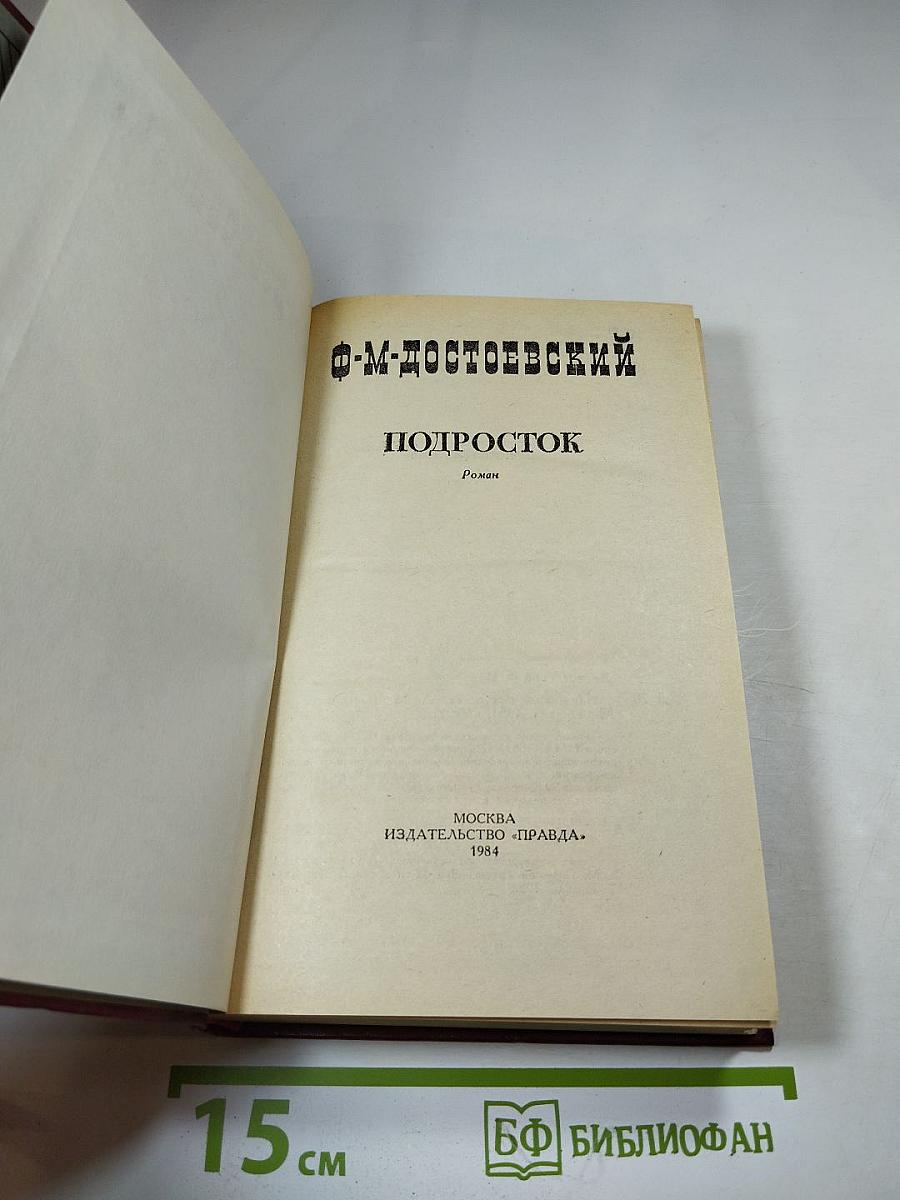 Ф-М-ДОСТОЕВСКИЙ
ПОДРОСТОК
Роман
МОСКВА
ИЗДАТЕЛЬСТВО «ПРАВДА»
1984
15 см
БФ БИБЛИОФАН